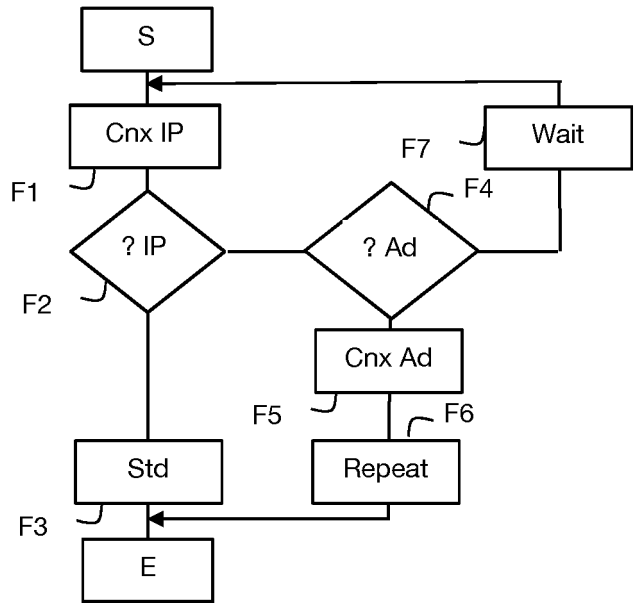 S
Cnx IP
Wait
F7
F1
F4
? IP
? Ad
F2
Cnx Ad
F5
F6
Std
Repeat
F3
E